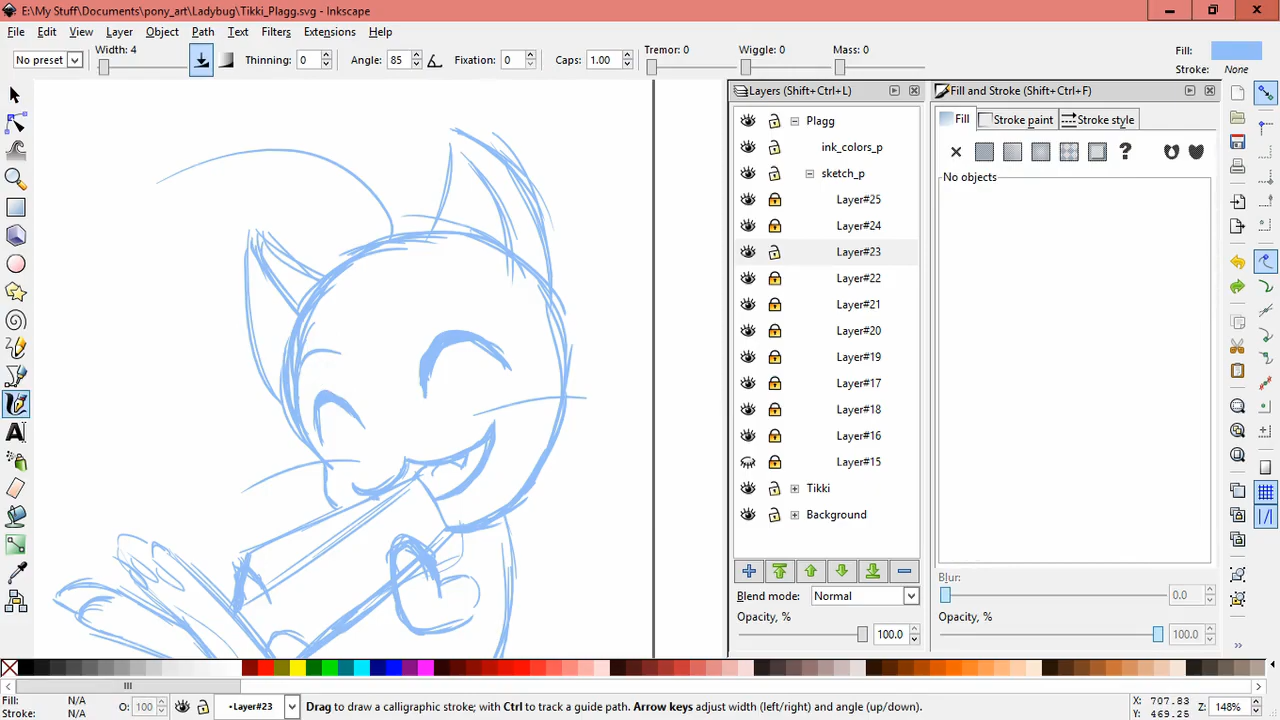 E:\My Stuff\Documents\pony_art\Ladybug\Tikki_Plagg.svg - Inkscape
File Edit View Layer Object Path Text Filters Extensions Help
No preset Width: 4 Thinning: 0 Angle: 85 Fixation: 0 Caps: 1.00 Tremor: 0 Wiggle: 0 Mass: 0 Fill:
Stroke: None
Layers (Shift+Ctrl+L) Fill and Stroke (Shift+Ctrl+F)
Fill Stroke paint Stroke style
?
No objects
Plagg
ink_colors_p
sketch_p
Layer#25
Layer#24
Layer#23
Layer#22
Layer#21
Layer#20
Layer#19
Layer#17
Layer#18
Layer#16
Layer#15
Tikki
Background
Blend mode: Normal
Opacity, %
100.0
Blur:
0.0
Opacity, %
100.0
Fill: N/A
Stroke: N/A
O: 100 •Layer#23 Drag to draw a calligraphic stroke; with Ctrl to track a guide path. Arrow keys adjust width (left/right) and angle (up/down).
X: 707.83
Y: 469.25
Z: 148%